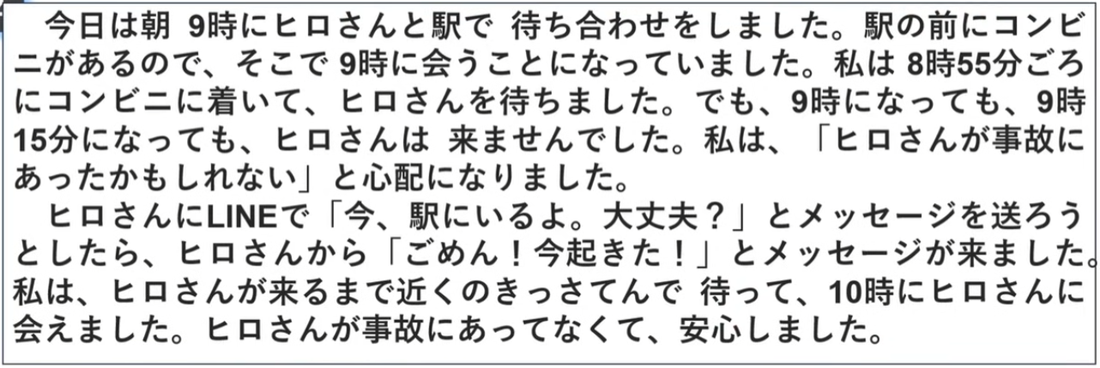 今日は朝 9時にヒロさんと駅で 待ち合わせをしました。駅の前にコンビ
ニがあるので、そこで 9時に会うことになっていました。私は 8時55分ごろ
にコンビニに着いて、ヒロさんを待ちました。でも、9時になっても、9時
15分になっても、ヒロさんは 来ませんでした。私は、「ヒロさんが事故に
あったかもしれない」と心配になりました。
ヒロさんにLINEで「今、駅にいるよ。大丈夫？」とメッセージを送ろう
としたら、ヒロさんから「ごめん！今起きた！」とメッセージが来ました。
私は、ヒロさんが来るまで近くのきっさてんで 待って、10時にヒロさんに
会えました。ヒロさんが事故にあってなくて、安心しました。